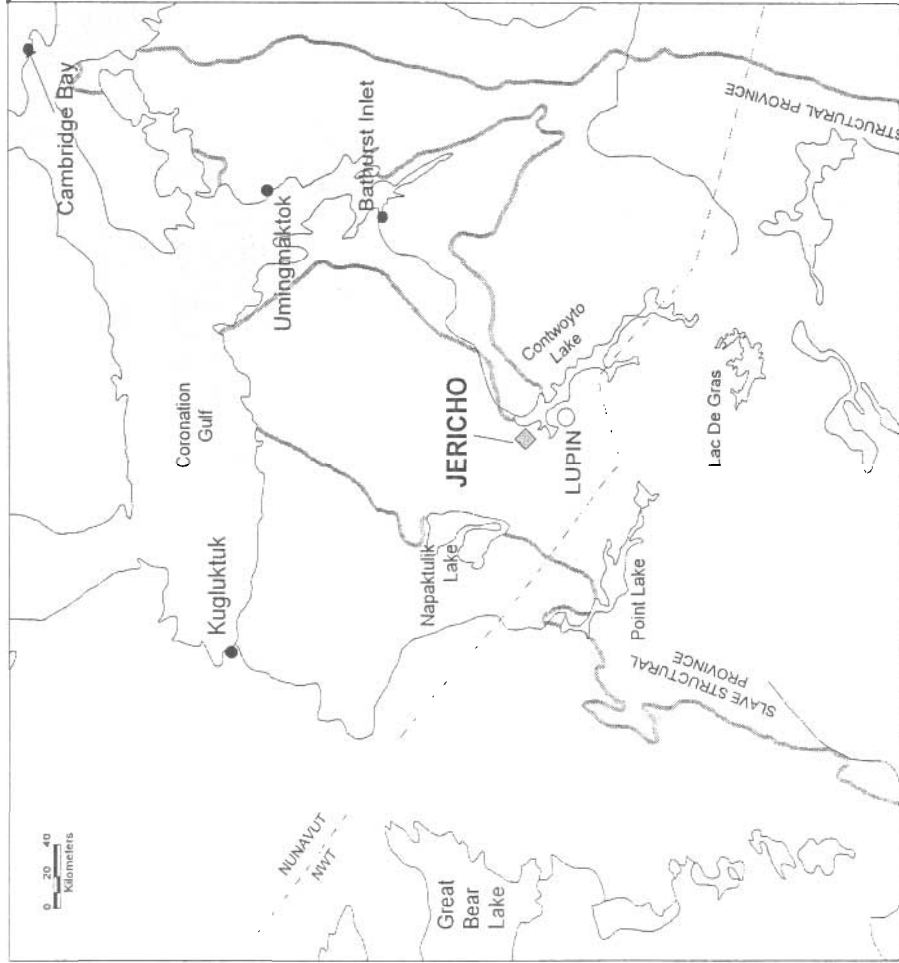 0 20 40
Kilometers
NUNAVUT
NWT
Great
Bear
Lake
Kugluktuk
Coronation
Gulf
Cambridge Bay
Umingmaktok
Bathurst Inlet
Napaktulik
Lake
JERICHO
LUPIN
Contwoyto
Lake
Point Lake
Lac De Gras
SLAVE STRUCTURAL
PROVINCE
STRUCTURAL PROVINCE